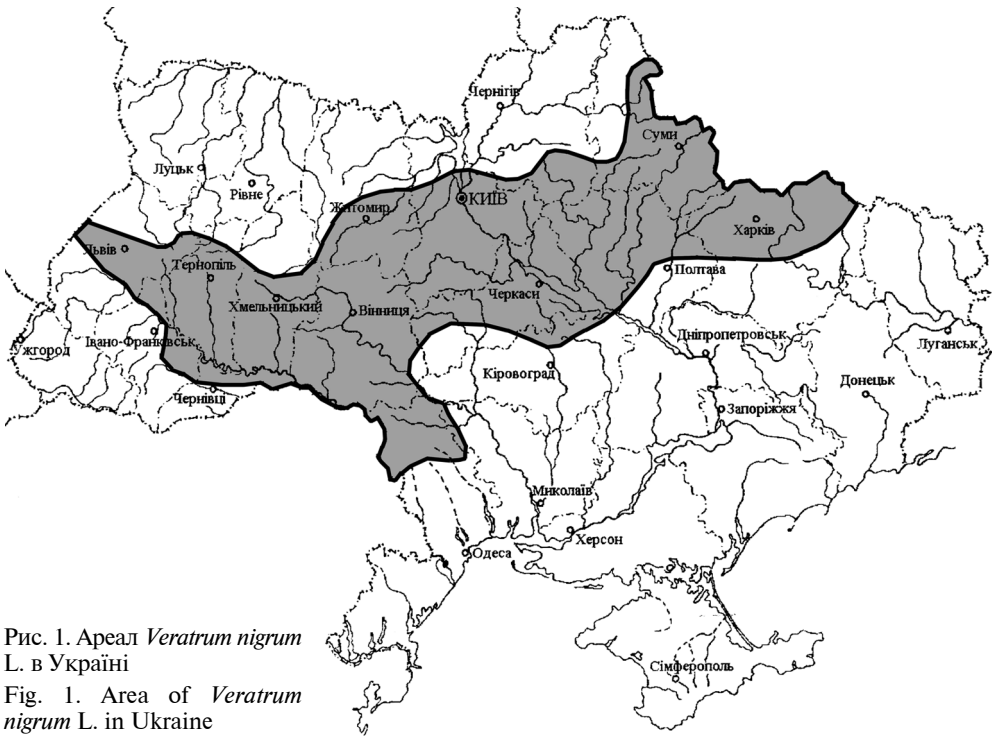 Чернігів
Суми
Луцьк
Рівне
Житомир
КИЇВ
Харків
Львів
Тернопіль
Полтава
Хмельницький
Черкаси
Вінниця
Ужгород
Івано-Франківськ
Дніпропетровськ
Луганськ
Кіровоград
Донецьк
Чернівці
Запоріжжя
Миколаїв
Херсон
Одеса
Сімферополь
Рис. 1. Ареал Veratrum nigrum
L. в Україні
Fig. 1. Area of Veratrum
nigrum L. in Ukraine